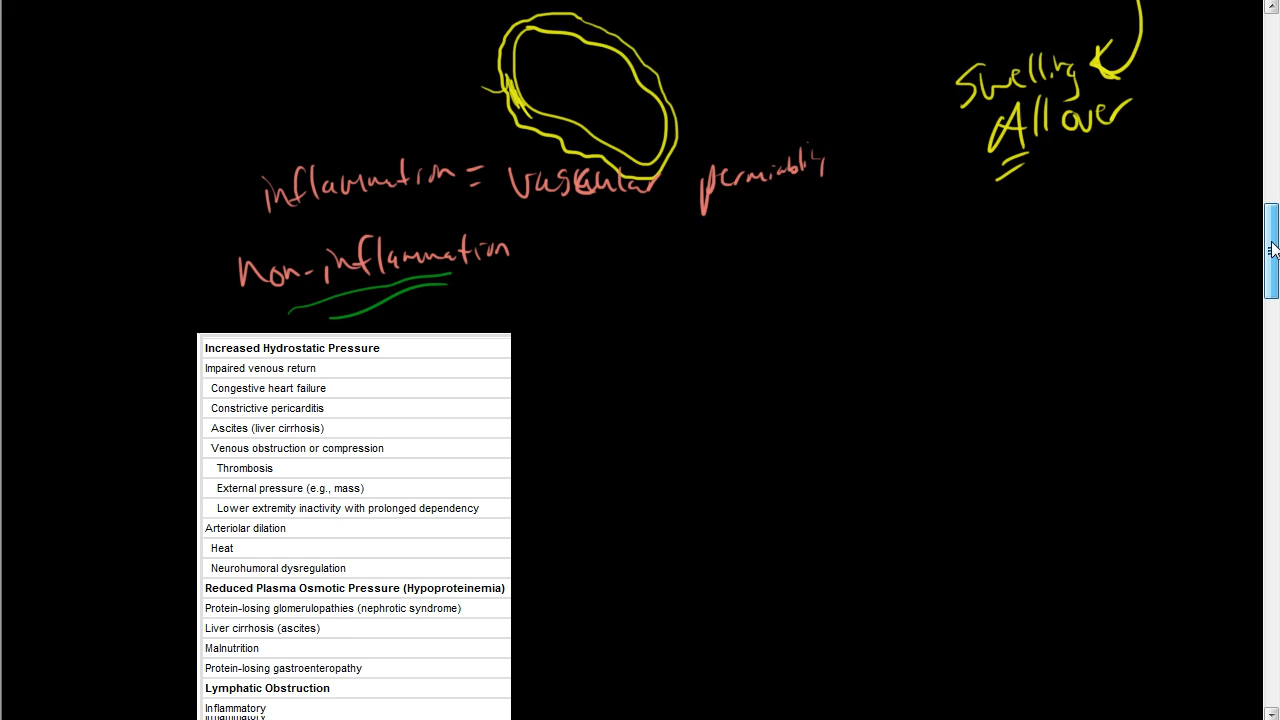 Swelling
All over
inflammation = vascular permiablity
non-inflammation
Increased Hydrostatic Pressure
Impaired venous return
Congestive heart failure
Constrictive pericarditis
Ascites (liver cirrhosis)
Venous obstruction or compression
Thrombosis
External pressure (e.g., mass)
Lower extremity inactivity with prolonged dependency
Arteriolar dilation
Heat
Neurohumoral dysregulation
Reduced Plasma Osmotic Pressure (Hypoproteinemia)
Protein-losing glomerulopathies (nephrotic syndrome)
Liver cirrhosis (ascites)
Malnutrition
Protein-losing gastroenteropathy
Lymphatic Obstruction
Inflammatory
Inflammatory